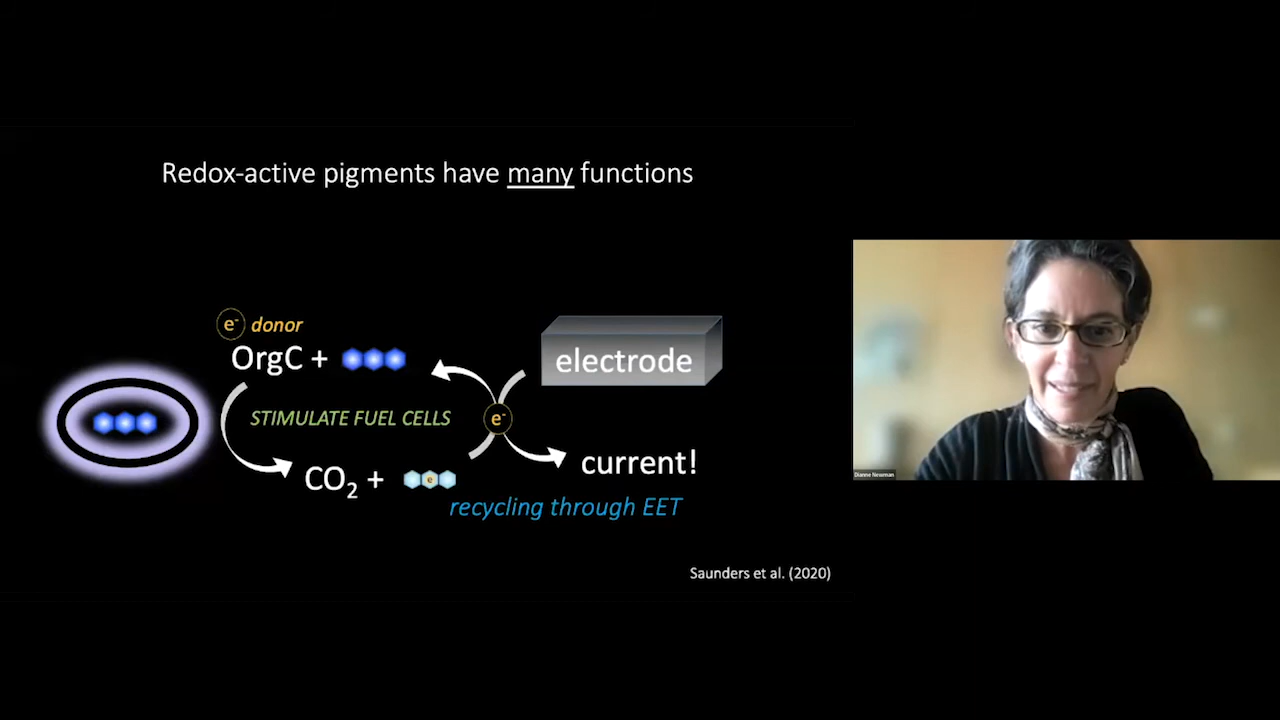 Redox-active pigments have many functions
e- donor
OrgC +
electrode
STIMULATE FUEL CELLS
e-
current!
CO2 +
e
recycling through EET
Saunders et al. (2020)
Dianne Newman